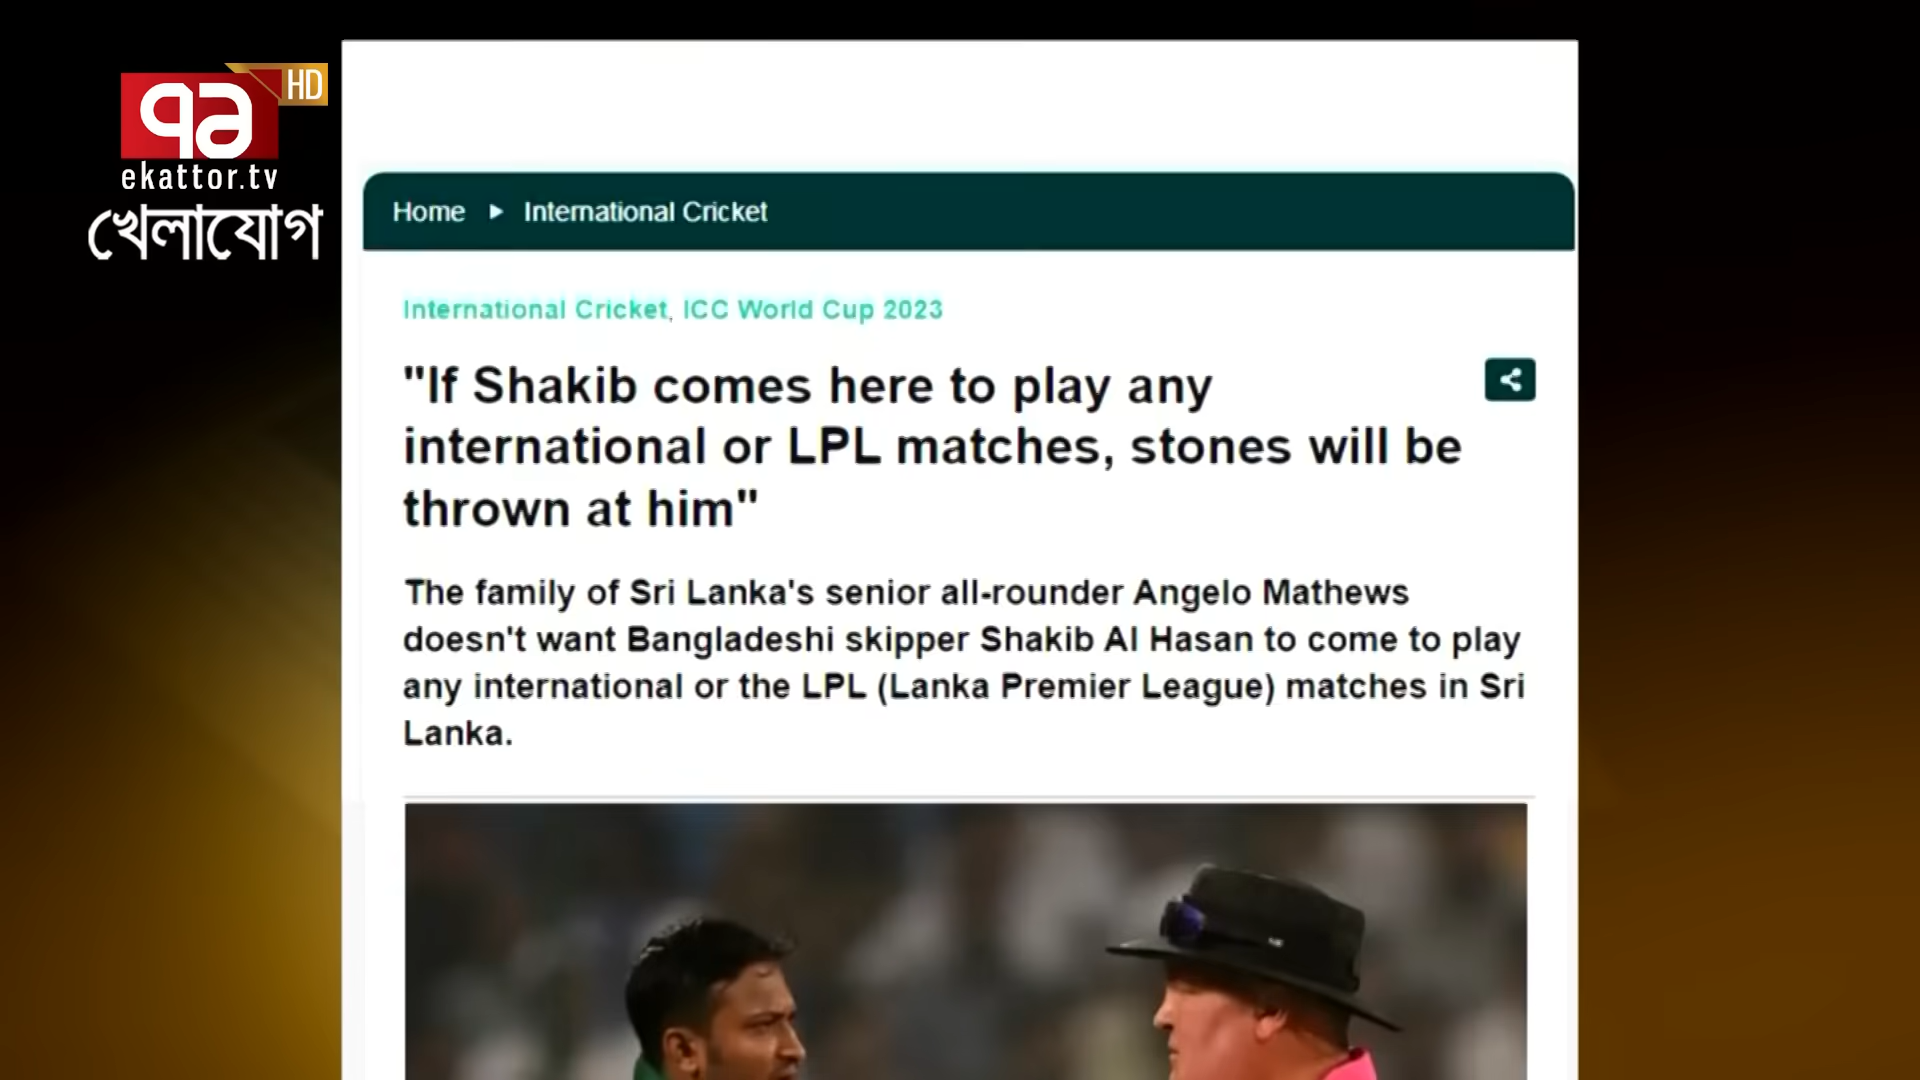 ৭১
HD
ekattor.tv
খেলাযোগ
Home ▶ International Cricket
International Cricket, ICC World Cup 2023
"If Shakib comes here to play any
international or LPL matches, stones will be
thrown at him"
The family of Sri Lanka's senior all-rounder Angelo Mathews
doesn't want Bangladeshi skipper Shakib Al Hasan to come to play
any international or the LPL (Lanka Premier League) matches in Sri
Lanka.